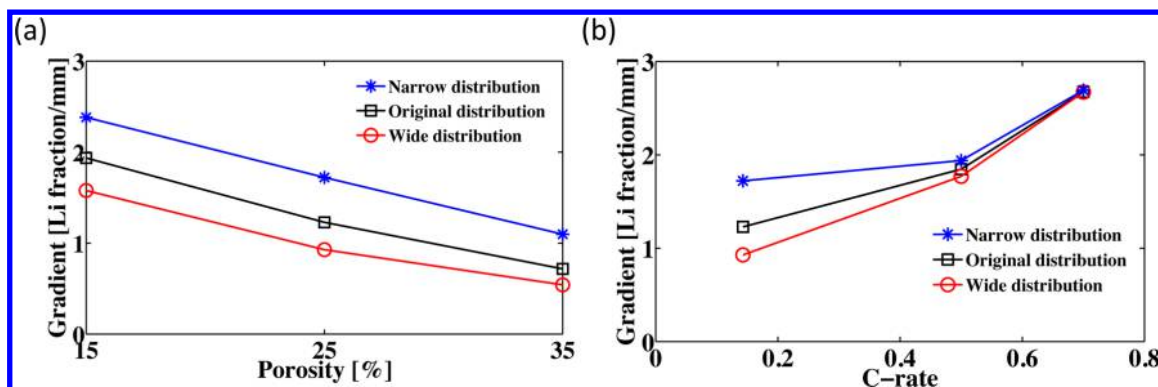 (a)
Gradient [Li fraction/mm]
3
2
1
0
Narrow distribution
Original distribution
Wide distribution
15
25
35
Porosity [%]
(b)
Gradient [Li fraction/mm]
3
2
1
0
Narrow distribution
Original distribution
Wide distribution
0
0.2
0.4
0.6
0.8
C-rate